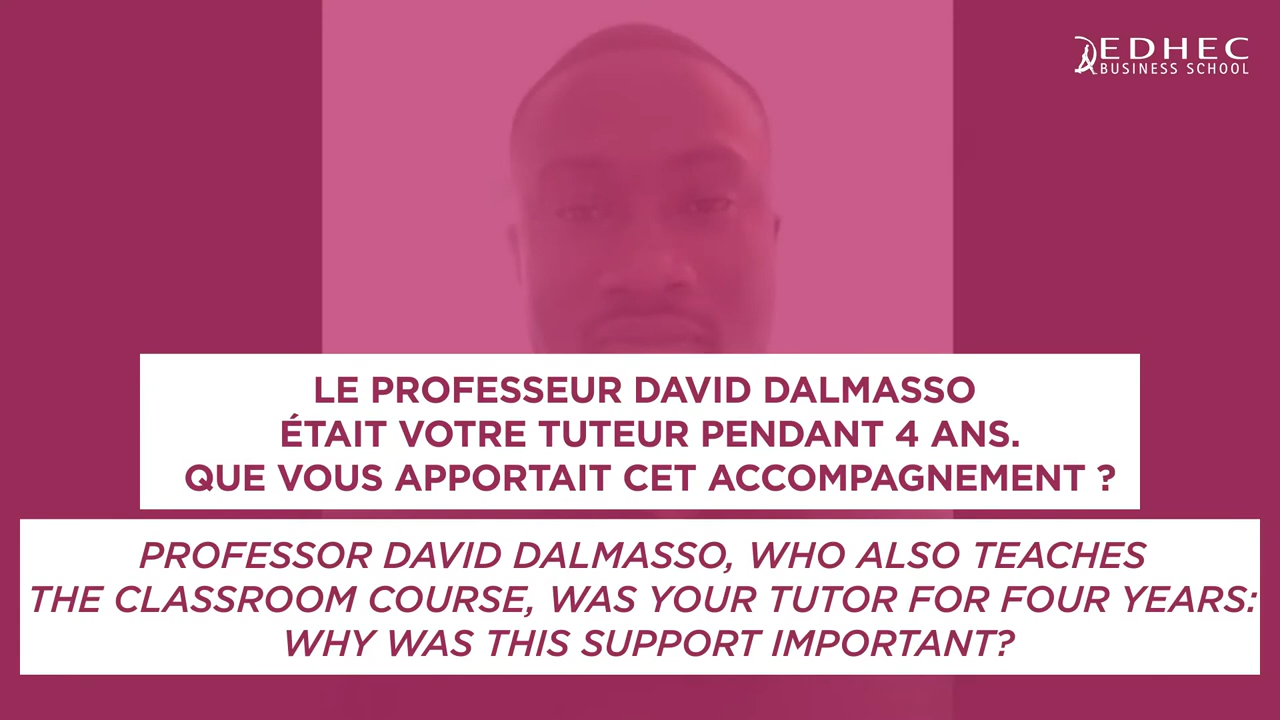 EDHEC
BUSINESS SCHOOL
LE PROFESSEUR DAVID DALMASSO
ÉTAIT VOTRE TUTEUR PENDANT 4 ANS.
QUE VOUS APPORTAIT CET ACCOMPAGNEMENT ?
PROFESSOR DAVID DALMASSO, WHO ALSO TEACHES
THE CLASSROOM COURSE, WAS YOUR TUTOR FOR FOUR YEARS:
WHY WAS THIS SUPPORT IMPORTANT?